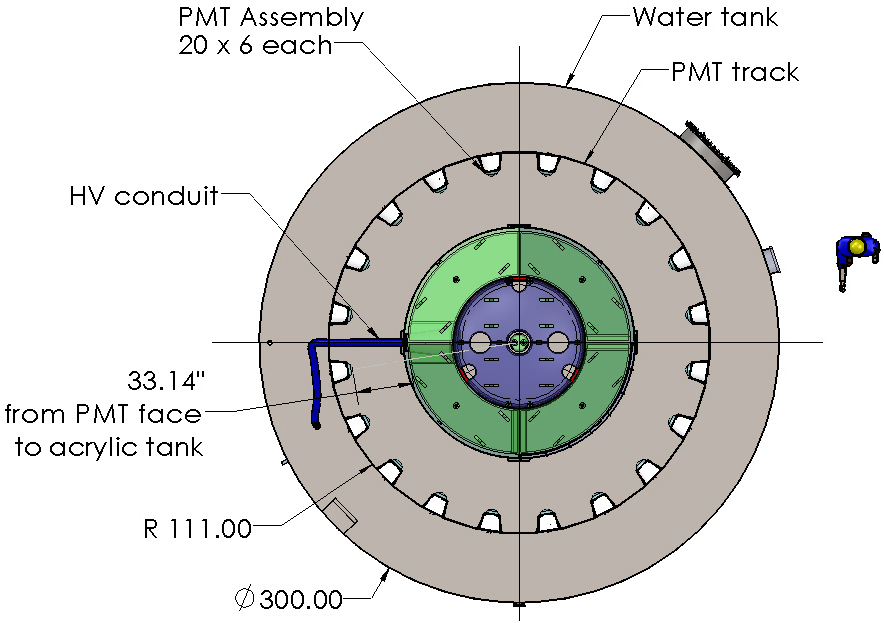 PMT Assembly
20 x 6 each
Water tank
PMT track
HV conduit
33.14"
from PMT face
to acrylic tank
R 111.00
∅300.00